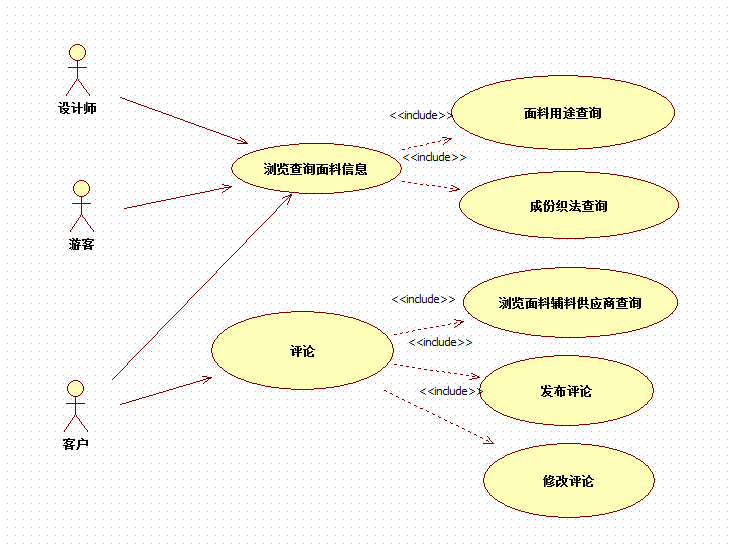 设计师
<<include>>
面料用途查询
<<include>>
浏览查询面料信息
成份织法查询
游客
<<include>>
浏览面料辅料供应商查询
<<include>>
评论
<<include>>
发布评论
客户
修改评论